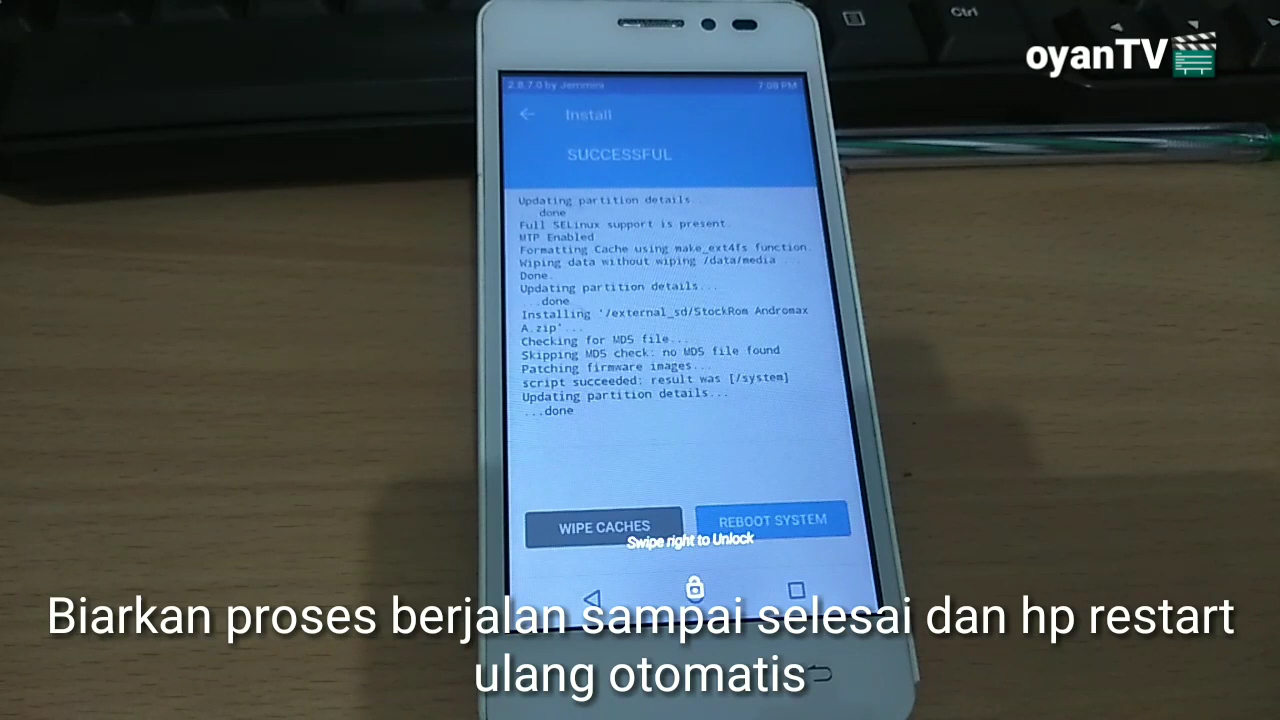 Ctrl
oyanTV
2.8.7.0 by Jemmini
7:08 PM
Install
SUCCESSFUL
Updating partition details...
...done
Full SELinux support is present.
MTP Enabled
Formatting Cache using make_ext4fs function.
Wiping data without wiping /data/media ...
Done.
Updating partition details...
...done
Installing '/external_sd/StockRom Andromax
A.zip'...
Checking for MD5 file...
Skipping MD5 check: no MD5 file found
Patching firmware images...
script succeeded: result was [/system]
Updating partition details...
...done
WIPE CACHES
REBOOT SYSTEM
Swipe right to Unlock
Biarkan proses berjalan sampai selesai dan hp restart
ulang otomatis